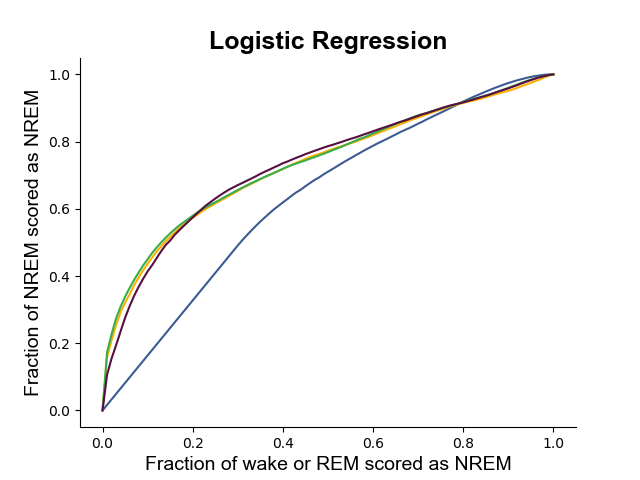 Logistic Regression
1.0
0.8
0.6
0.4
0.2
0.0
Fraction of NREM scored as NREM
0.0 0.2 0.4 0.6 0.8 1.0
Fraction of wake or REM scored as NREM